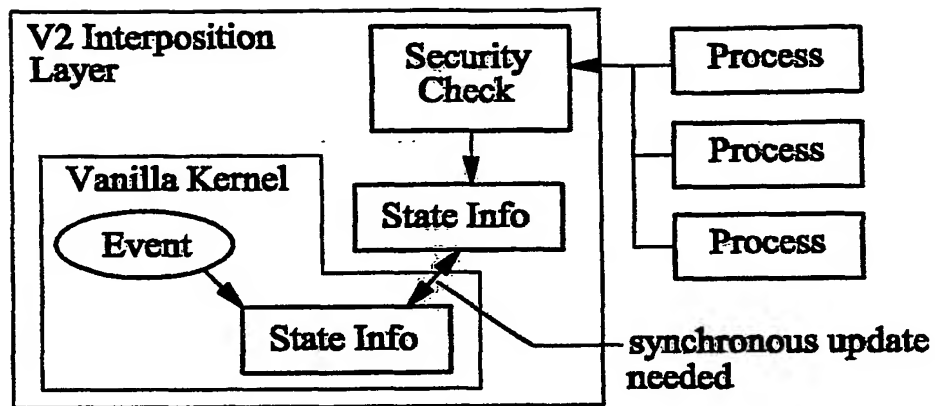 V2 Interposition
Layer
Security
Check
Process
Process
Process
Vanilla Kernel
State Info
Event
State Info
synchronous update
needed